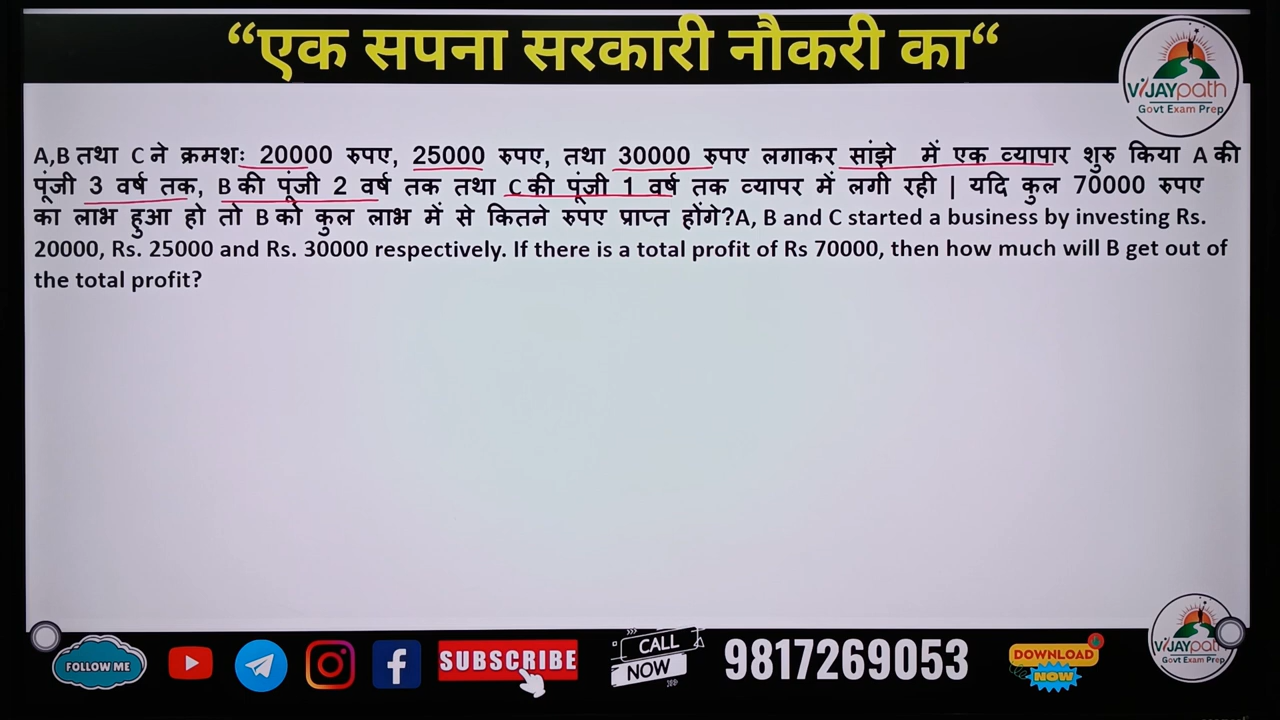 “एक सपना सरकारी नौकरी का“
VIJAYpath
Govt Exam Prep
A,B तथा C ने क्रमशः 20000 रुपए, 25000 रुपए, तथा 30000 रुपए लगाकर सांझे में एक व्यापार शुरु किया A की
पूंजी 3 वर्ष तक, B की पूंजी 2 वर्ष तक तथा C की पूंजी 1 वर्ष तक व्यापर में लगी रही | यदि कुल 70000 रुपए
का लाभ हुआ हो तो B को कुल लाभ में से कितने रुपए प्राप्त होंगे?A, B and C started a business by investing Rs.
20000, Rs. 25000 and Rs. 30000 respectively. If there is a total profit of Rs 70000, then how much will B get out of
the total profit?
FOLLOW ME
SUBSCRIBE
CALL
NOW
9817269053
DOWNLOAD
NOW
VIJAYpath
Govt Exam Prep